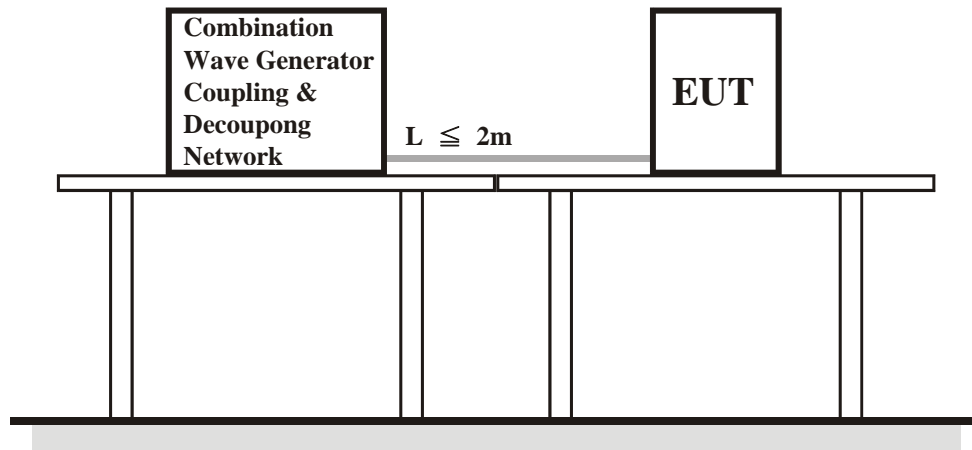 Combination
Wave Generator
Coupling &
Decoupong
Network
L ≦ 2m
EUT